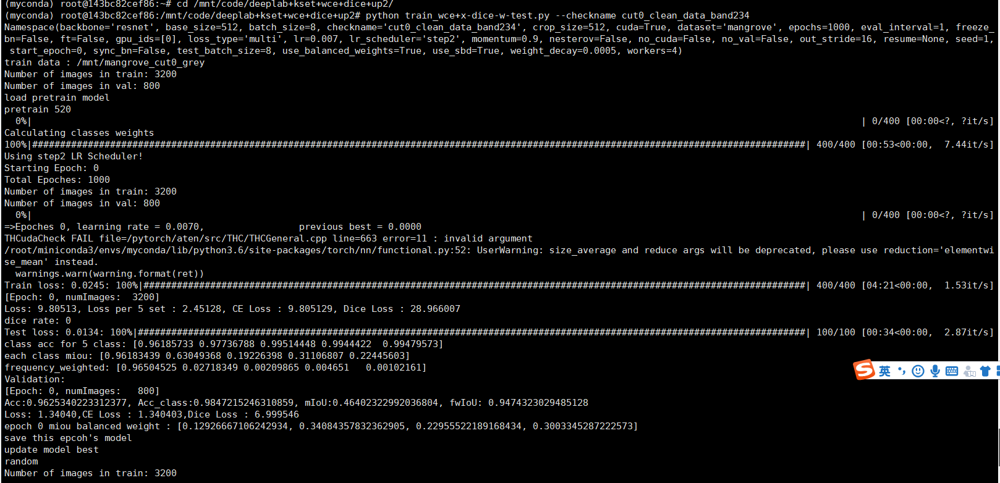 (myconda) root@143bc82cef86:~# cd /mnt/code/deeplab+kset+wce+dice+up2/
(myconda) root@143bc82cef86:/mnt/code/deeplab+kset+wce+dice+up2# python train_wce+x-dice-w-test.py --checkname cut0_clean_data_band234
Namespace(backbone='resnet', base_size=512, batch_size=8, checkname='cut0_clean_data_band234', crop_size=512, cuda=True, dataset='mangrove', epochs=1000, eval_interval=1, freeze_
bn=False, ft=False, gpu_ids=[0], loss_type='multi', lr=0.007, lr_scheduler='step2', momentum=0.9, nesterov=False, no_cuda=False, no_val=False, out_stride=16, resume=None, seed=1,
 start_epoch=0, sync_bn=False, test_batch_size=8, use_balanced_weights=True, use_sbd=True, weight_decay=0.0005, workers=4)
train data : /mnt/mangrove_cut0_grey
Number of images in train: 3200
Number of images in val: 800
load pretrain model
pretrain 520
  0%| | 0/400 [00:00<?, ?it/s]
Calculating classes weights
100%|##########################################################################################################################################| 400/400 [00:53<00:00,  7.44it/s]
Using step2 LR Scheduler!
Starting Epoch: 0
Total Epoches: 1000
Number of images in train: 3200
Number of images in val: 800
  0%| | 0/400 [00:00<?, ?it/s]
=>Epoches 0, learning rate = 0.0070,                 previous best = 0.0000
THCudaCheck FAIL file=/pytorch/aten/src/THC/THCGeneral.cpp line=663 error=11 : invalid argument
/root/miniconda3/envs/myconda/lib/python3.6/site-packages/torch/nn/functional.py:52: UserWarning: size_average and reduce args will be deprecated, please use reduction='elementwi
se_mean' instead.
  warnings.warn(warning.format(ret))
Train loss: 0.0245: 100%|######################################################################################################################| 400/400 [04:21<00:00,  1.53it/s]
[Epoch: 0, numImages:  3200]
Loss: 9.80513, Loss per 5 set : 2.45128, CE Loss : 9.805129, Dice Loss : 28.966007
dice rate: 0
Test loss: 0.0134: 100%|#######################################################################################################################| 100/100 [00:34<00:00,  2.87it/s]
class acc for 5 class: [0.96185733 0.97736788 0.99514448 0.9944422  0.99479573]
each class miou: [0.96183439 0.63049368 0.19226398 0.31106807 0.22445603]
frequency_weighted: [0.96504525 0.02718349 0.00209865 0.004651   0.00102161]
Validation:
[Epoch: 0, numImages:   800]
Acc:0.9625340223312377, Acc_class:0.9847215246310859, mIoU:0.46402322992036804, fwIoU: 0.9474323029485128
Loss: 1.34040,CE Loss : 1.340403,Dice Loss : 6.999546
epoch 0 miou balanced weight : [0.12926667106242934, 0.34084357832362905, 0.22955522189168434, 0.3003345287222573]
save this epcoh's model
update model best
random
Number of images in train: 3200
S 英